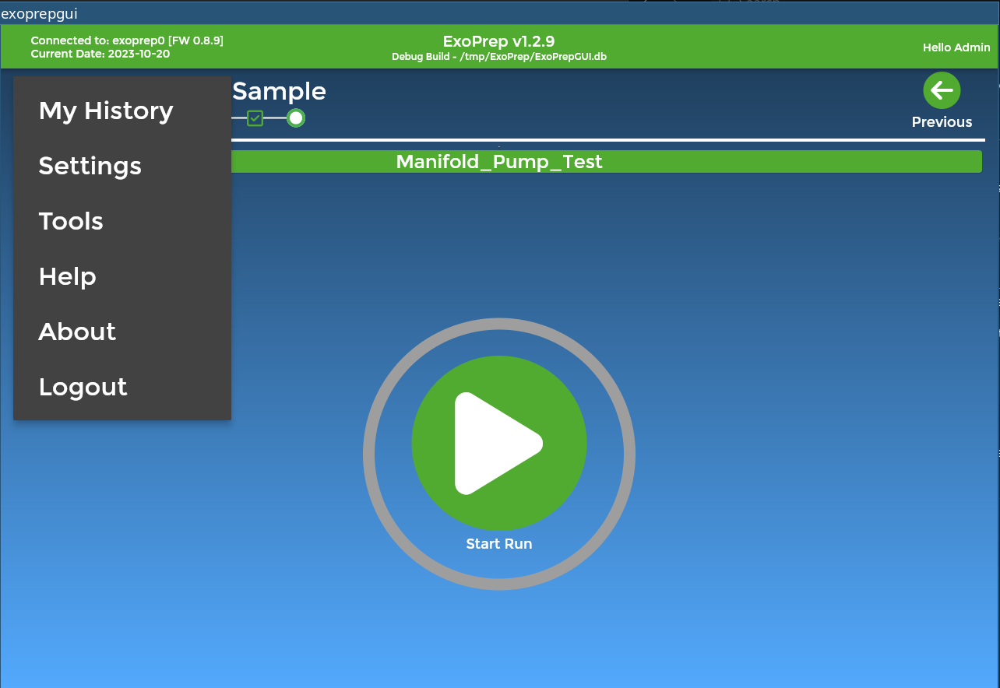 exoprepgui
Connected to: exoprep0 [FW 0.8.9]
Current Date: 2023-10-20
ExoPrep v1.2.9
Debug Build - /tmp/ExoPrep/ExoPrepGUI.db
Hello Admin
Sample
Previous
Manifold_Pump_Test
My History
Settings
Tools
Help
About
Logout
Start Run